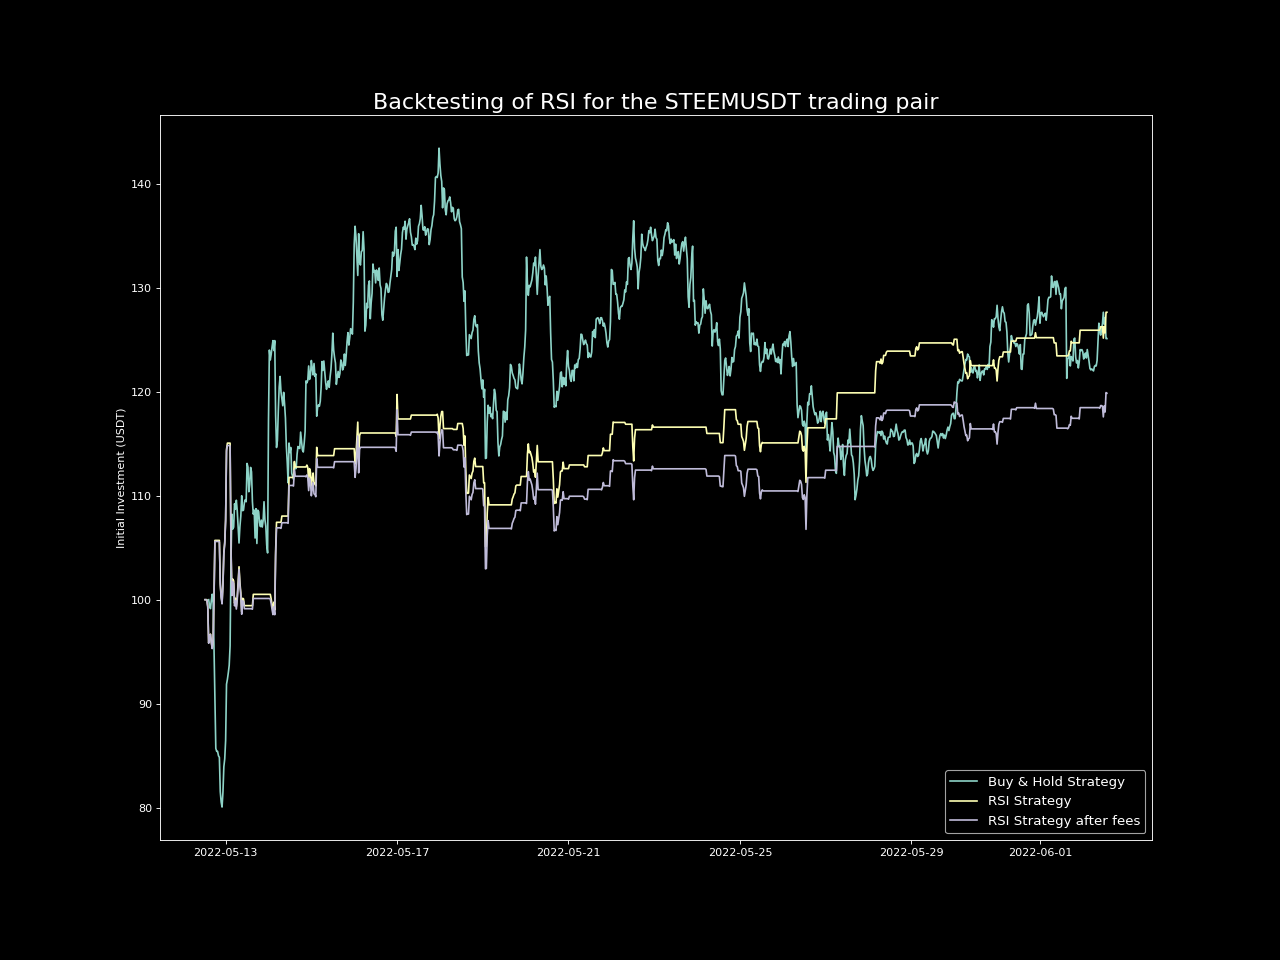 Backtesting of RSI for the STEEMUSDT trading pair
Initial Investment (USDT)
140
130
120
110
100
90
80
2022-05-13 2022-05-17 2022-05-21 2022-05-25 2022-05-29 2022-06-01
Buy & Hold Strategy
RSI Strategy
RSI Strategy after fees